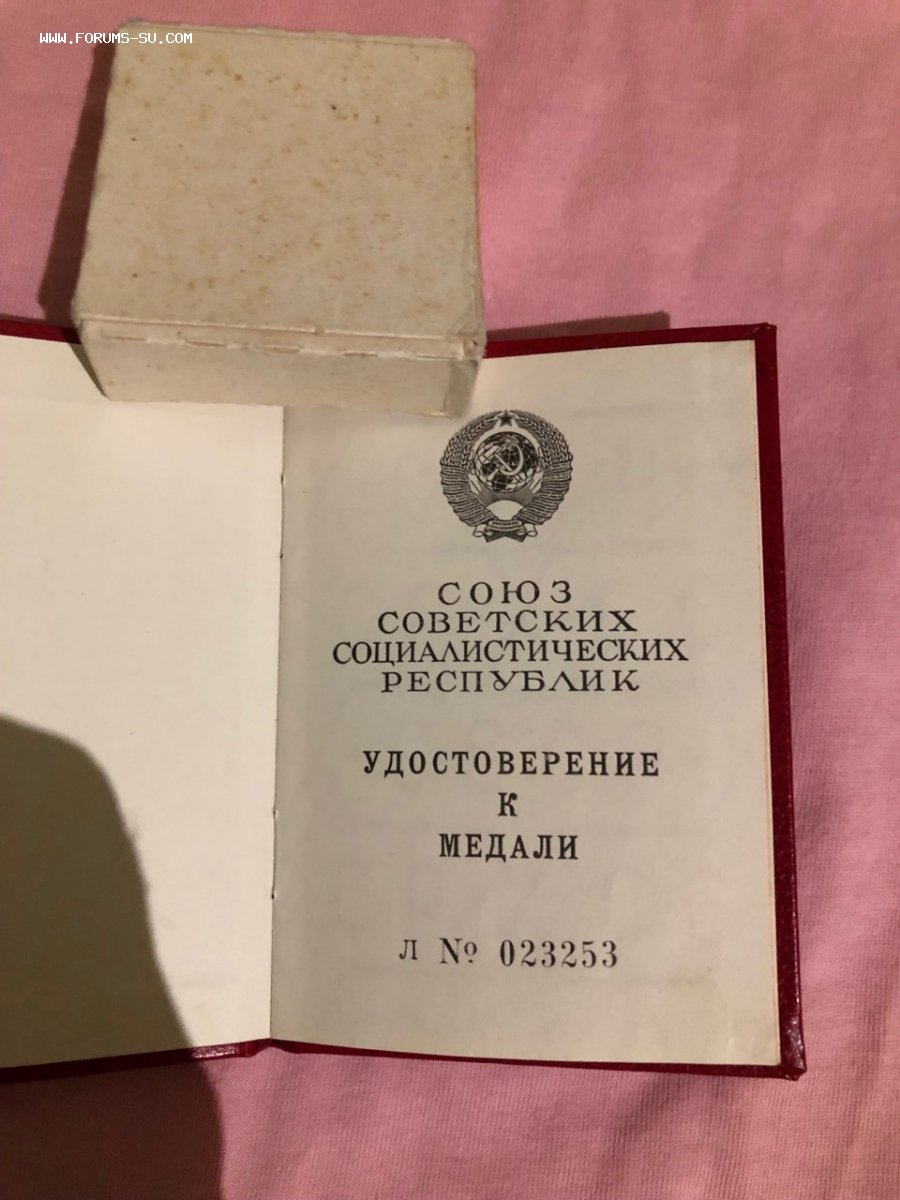 WWW.FORUMS-SU.COM
СОЮЗ
СОВЕТСКИХ
СОЦИАЛИСТИЧЕСКИХ
РЕСПУБЛИК
УДОСТОВЕРЕНИЕ
К
МЕДАЛИ
Л № 023253